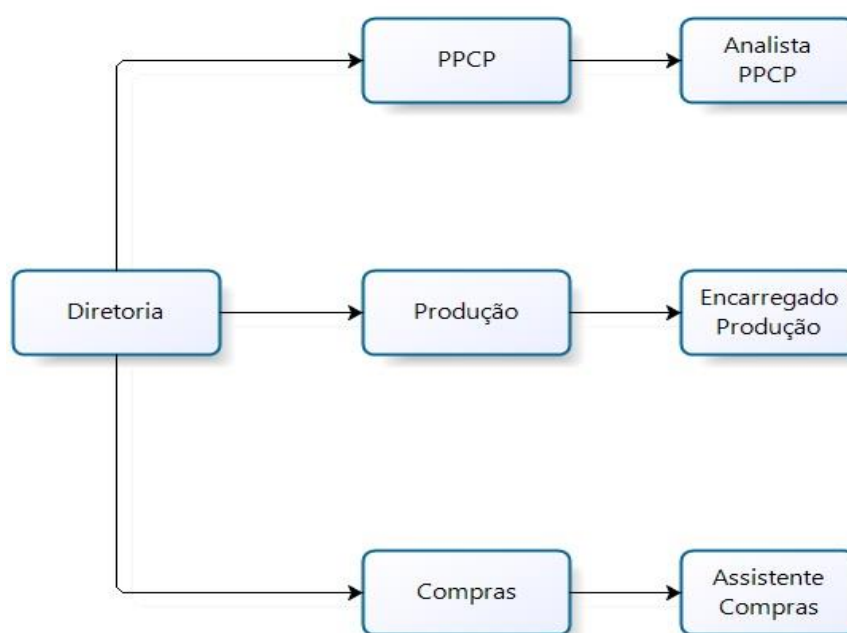 PPCP
Analista
PPCP
Diretoria
Produção
Encarregado
Produção
Compras
Assistente
Compras